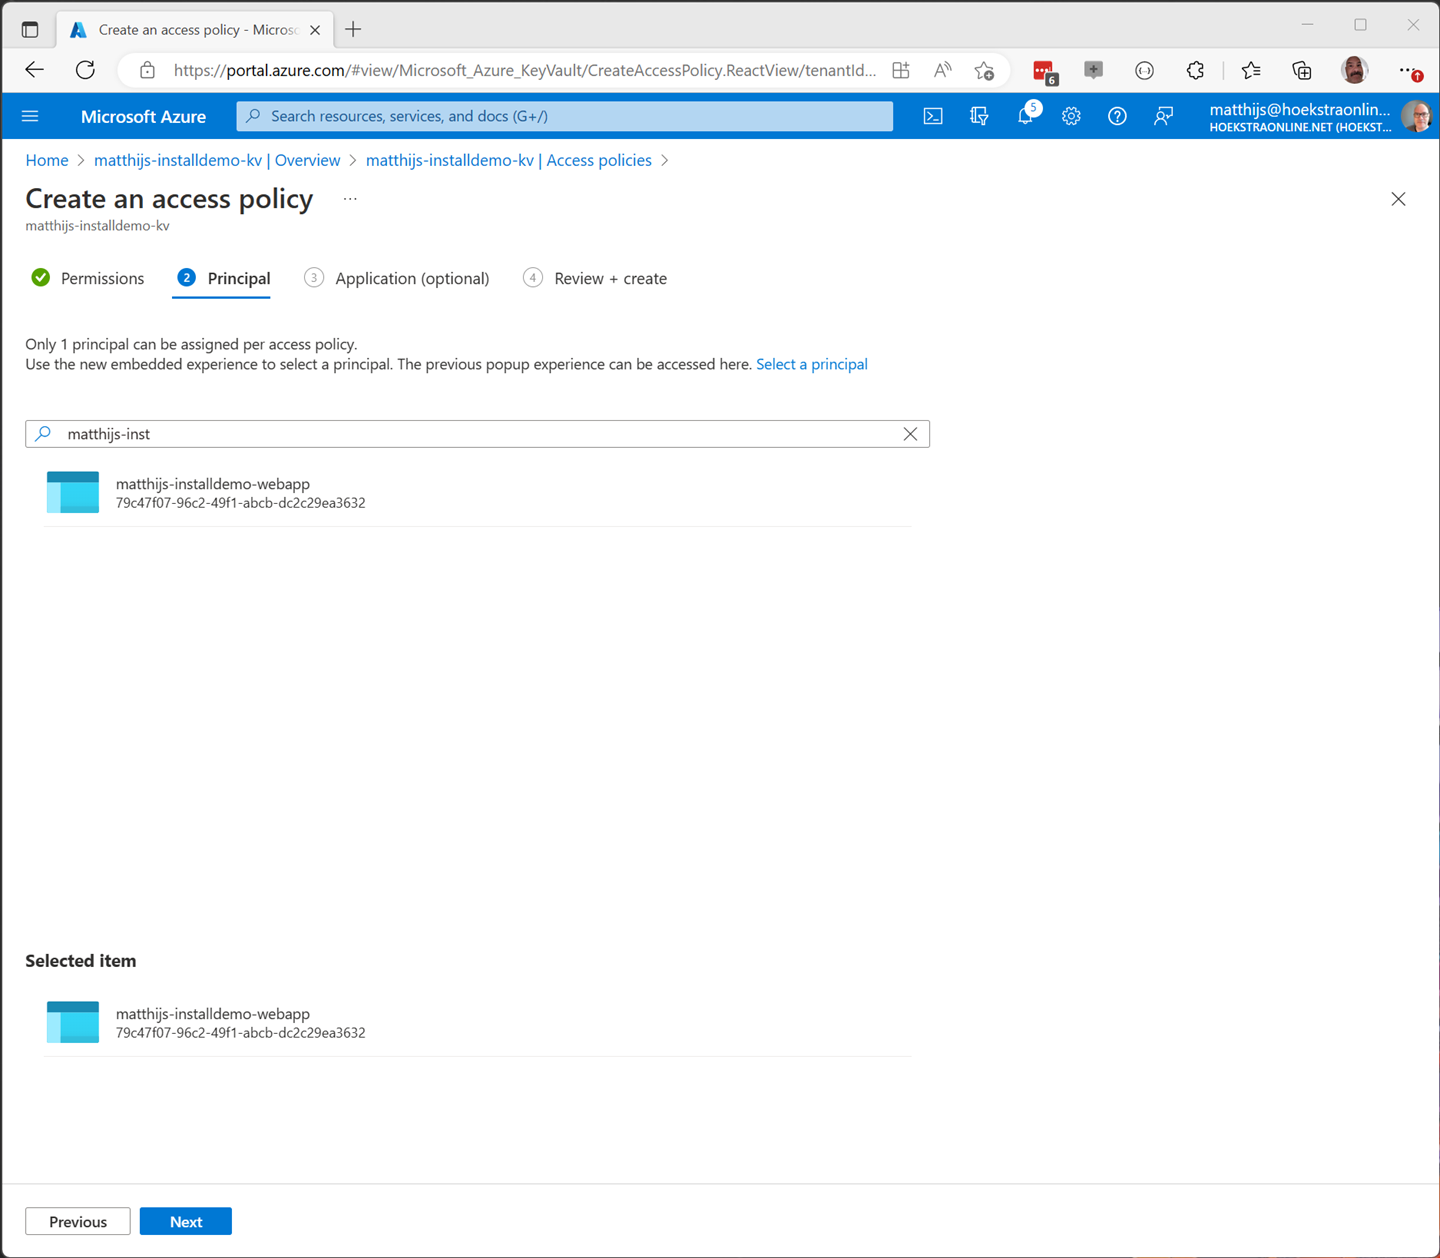 Create an access policy - Micros
https://portal.azure.com/#view/Microsoft_Azure_KeyVault/CreateAccessPolicy.ReactView/tenantId...
6
Microsoft Azure
Search resources, services, and docs (G+/)
5
matthijs@hoekstraonlin...
HOEKSTRAONLINE.NET (HOEKST...
Home > matthijs-installdemo-kv | Overview > matthijs-installdemo-kv | Access policies >
Create an access policy ...
matthijs-installdemo-kv
Permissions
2 Principal
3 Application (optional)
4 Review + create
Only 1 principal can be assigned per access policy.
Use the new embedded experience to select a principal. The previous popup experience can be accessed here. Select a principal
matthijs-inst
matthijs-installdemo-webapp
79c47f07-96c2-49f1-abcb-dc2c29ea3632
Selected item
matthijs-installdemo-webapp
79c47f07-96c2-49f1-abcb-dc2c29ea3632
Previous
Next